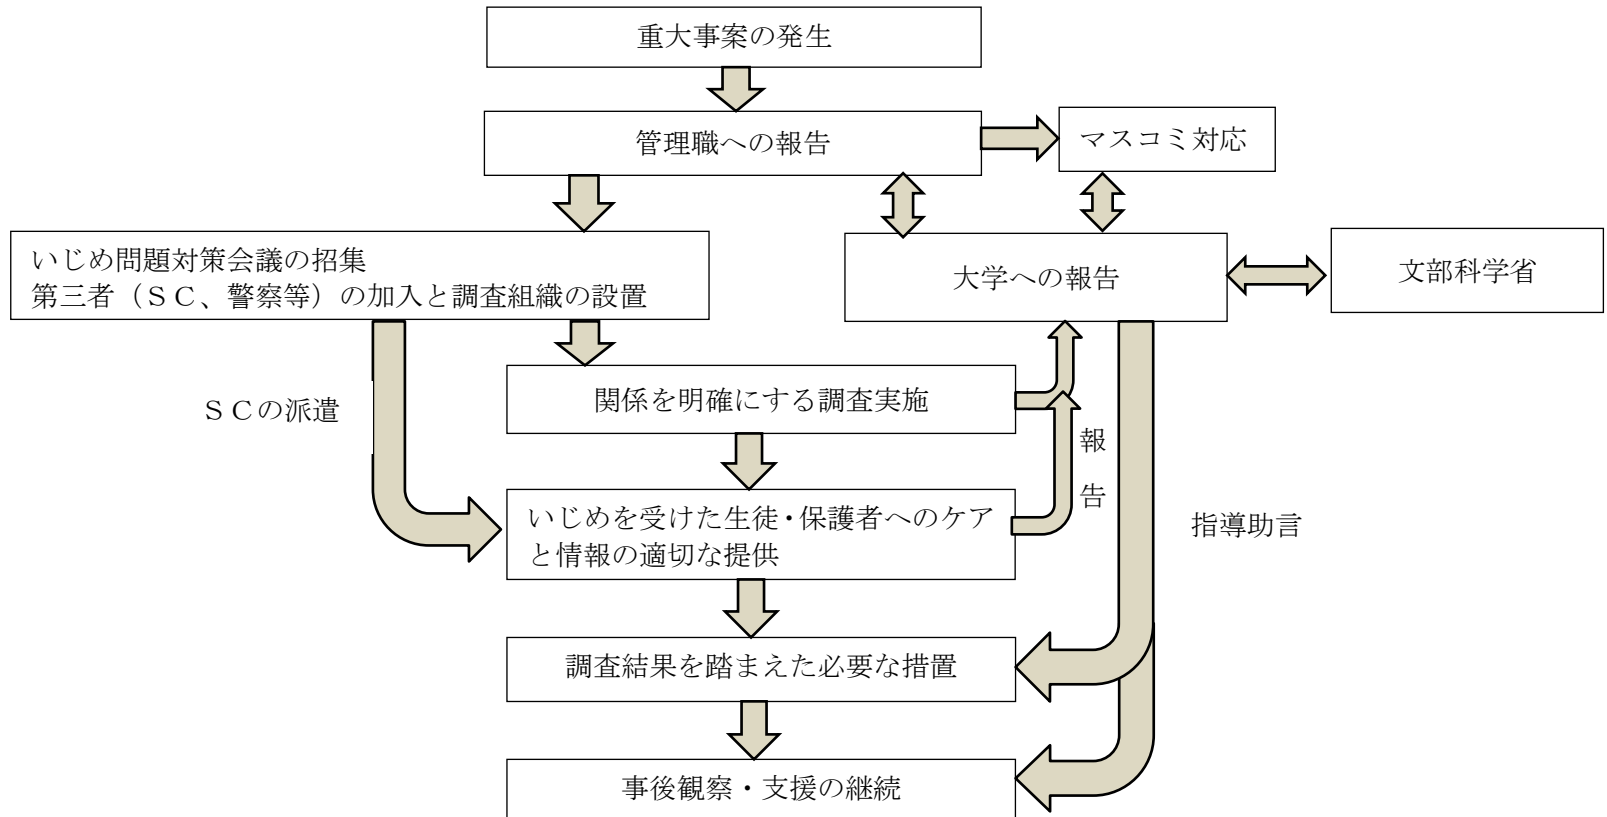 重大事案の発生
管理職への報告
マスコミ対応
いじめ問題対策会議の招集
第三者（ＳＣ、警察等）の加入と調査組織の設置
大学への報告
文部科学省
関係を明確にする調査実施
ＳＣの派遣
報告
いじめを受けた生徒・保護者へのケア
と情報の適切な提供
指導助言
調査結果を踏まえた必要な措置
事後観察・支援の継続